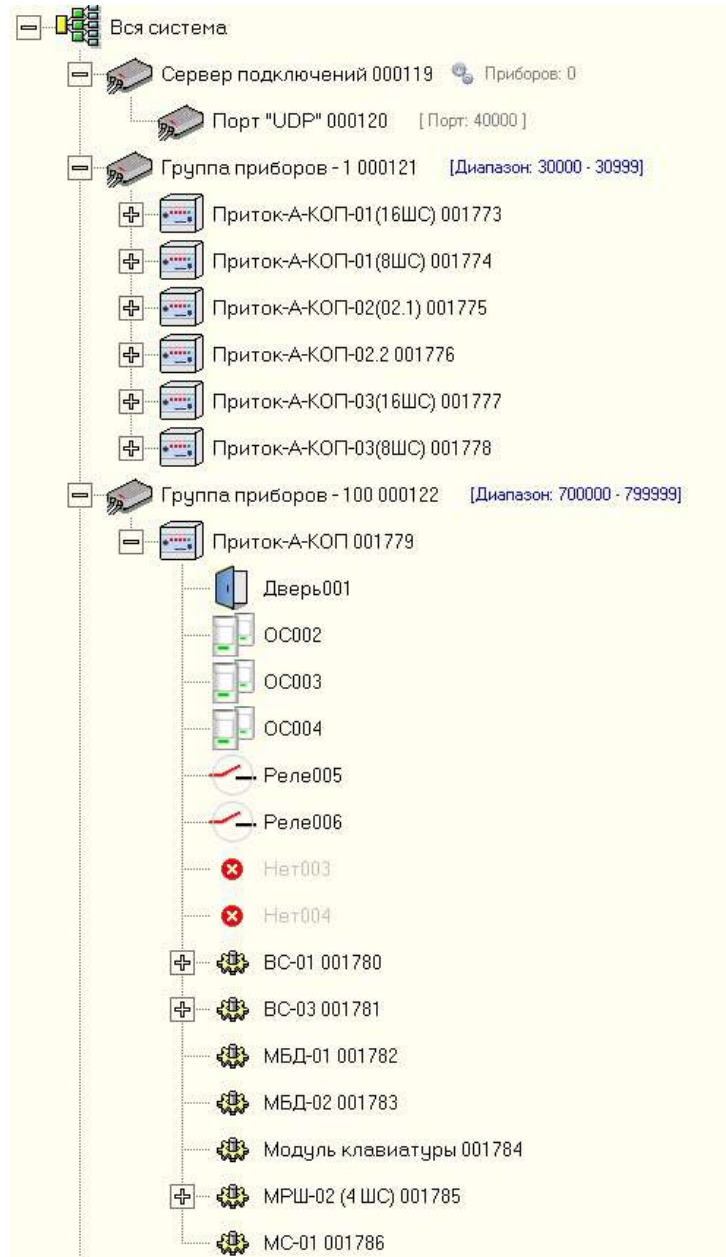 Вся система
Сервер подключений 000119 Приборов: 0
Порт "UDP" 000120 [ Порт: 40000 ]
Группа приборов - 1 000121 [Диапазон: 30000 - 30999]
Приток-А-КОП-01(16ШС) 001773
Приток-А-КОП-01(8ШС) 001774
Приток-А-КОП-02(02.1) 001775
Приток-А-КОП-02.2 001776
Приток-А-КОП-03(16ШС) 001777
Приток-А-КОП-03(8ШС) 001778
Группа приборов - 100 000122 [Диапазон: 700000 - 799999]
Приток-А-КОП 001779
Дверь001
ОС002
ОС003
ОС004
Реле005
Реле006
Нет003
Нет004
ВС-01 001780
ВС-03 001781
МБД-01 001782
МБД-02 001783
Модуль клавиатуры 001784
МРШ-02 (4 ШС) 001785
МС-01 001786